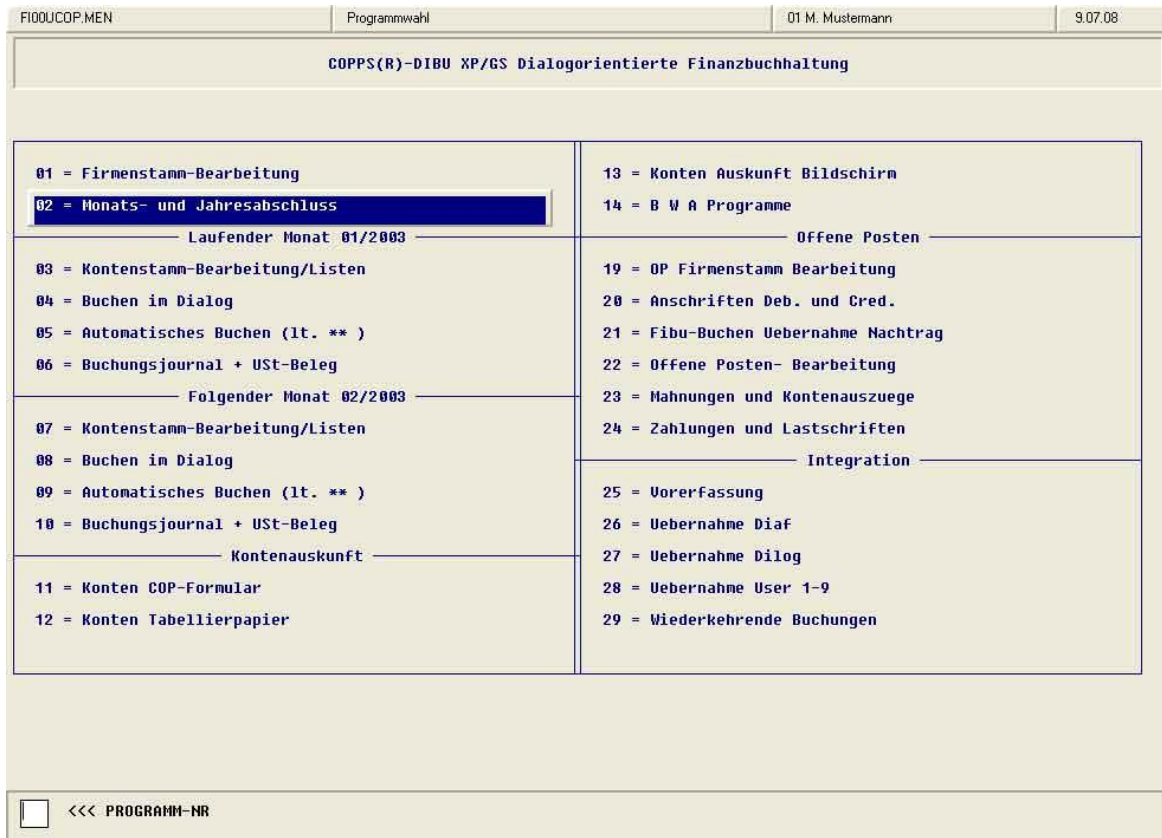 FI00UCOP.MEN Programmwahl 01 M. Mustermann 9.07.08
COPPS(R)-DIBU XP/GS Dialogorientierte Finanzbuchhaltung
01 = Firmenstamm-Bearbeitung
02 = Monats- und Jahresabschluss
Laufender Monat 01/2003
03 = Kontenstamm-Bearbeitung/Listen
04 = Buchen im Dialog
05 = Automatisches Buchen (lt. ** )
06 = Buchungsjournal + USt-Beleg
Folgender Monat 02/2003
07 = Kontenstamm-Bearbeitung/Listen
08 = Buchen im Dialog
09 = Automatisches Buchen (lt. ** )
10 = Buchungsjournal + USt-Beleg
Kontenauskunft
11 = Konten COP-Formular
12 = Konten Tabellierpapier
13 = Konten Auskunft Bildschirm
14 = B W A Programme
Offene Posten
19 = OP Firmenstamm Bearbeitung
20 = Anschriften Deb. und Cred.
21 = Fibu-Buchen Uebernahme Nachtrag
22 = Offene Posten- Bearbeitung
23 = Mahnungen und Kontenauszuege
24 = Zahlungen und Lastschriften
Integration
25 = Vorerfassung
26 = Uebernahme Diaf
27 = Uebernahme Dilog
28 = Uebernahme User 1-9
29 = Wiederkehrende Buchungen
<<< PROGRAMM-NR